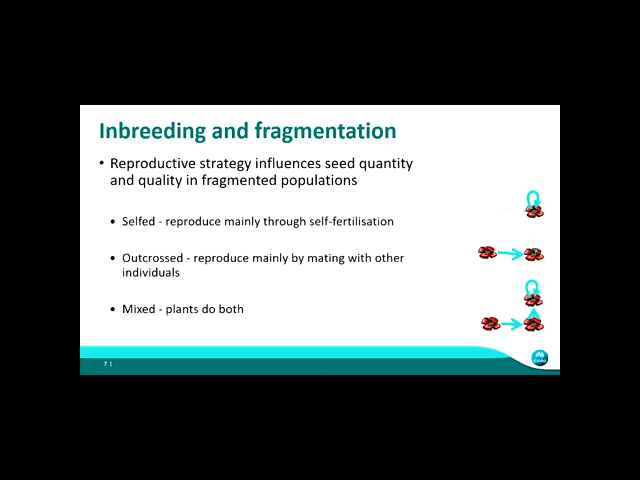 Inbreeding and fragmentation
• Reproductive strategy influences seed quantity
and quality in fragmented populations
• Selfed - reproduce mainly through self-fertilisation
• Outcrossed - reproduce mainly by mating with other
individuals
• Mixed - plants do both
7 |
CSIRO